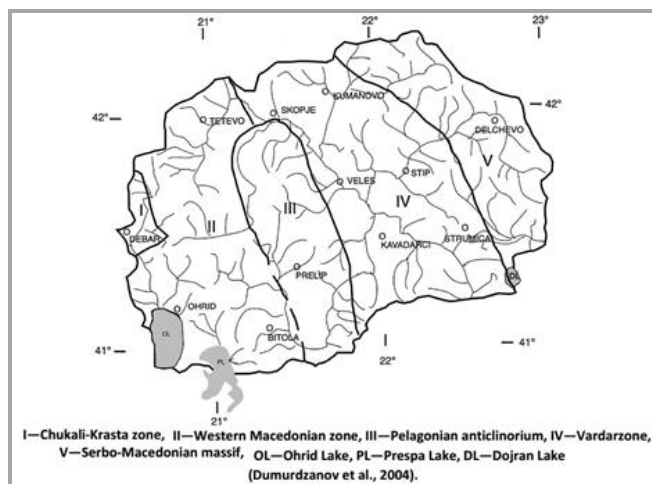 21°
22°
23°
42°
42°
KUMANOVO
SKOPJE
TETEVO
DELCHEVO
V
STIP
VELES
I
II
III
IV
DEBAR
KAVADARCI
STRUMICA
PRELIP
DL
OHRID
BITOLA
OL
PL
41°
41°
22°
21°
I—Chukali-Krasta zone, II—Western Macedonian zone, III—Pelagonian anticlinorium, IV—Vardarzone,
V—Serbo-Macedonian massif, OL—Ohrid Lake, PL—Prespa Lake, DL—Dojran Lake
(Dumurdzanov et al., 2004).